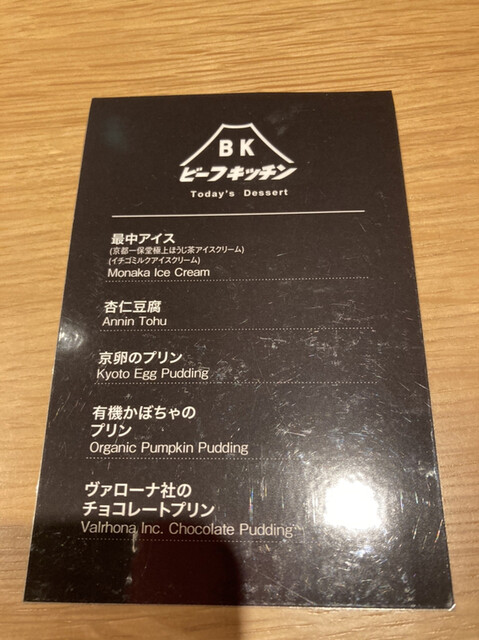 BK
ビーフキッチン
Today's Dessert
最中アイス
(京都一保堂極上ほうじ茶アイスクリーム)
(イチゴミルクアイスクリーム)
Monaka Ice Cream
杏仁豆腐
Annin Tohu
京卵のプリン
Kyoto Egg Pudding
有機かぼちゃの
プリン
Organic Pumpkin Pudding
ヴァローナ社の
チョコレートプリン
Valrhona Inc. Chocolate Pudding